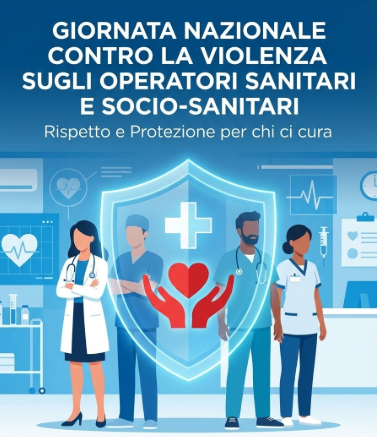 GIORNATA NAZIONALE
CONTRO LA VIOLENZA
SUGLI OPERATORI SANITARI
E SOCIO-SANITARI
Rispetto e Protezione per chi ci cura